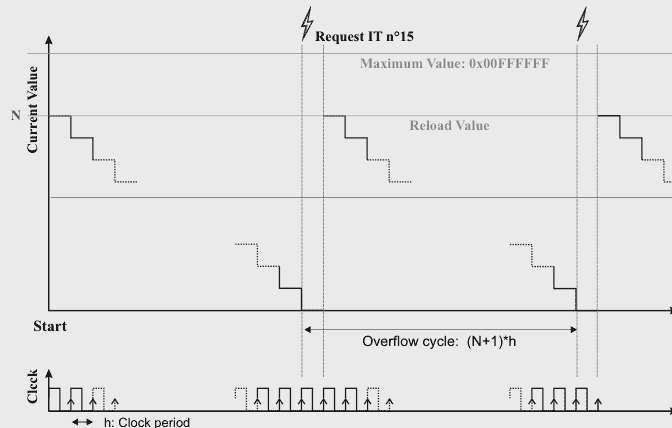 Request IT n°15
Maximum Value: 0x00FFFFFF
N
Current Value
Reload Value
Start
Overflow cycle: (N+1)*h
Clock
h: Clock period